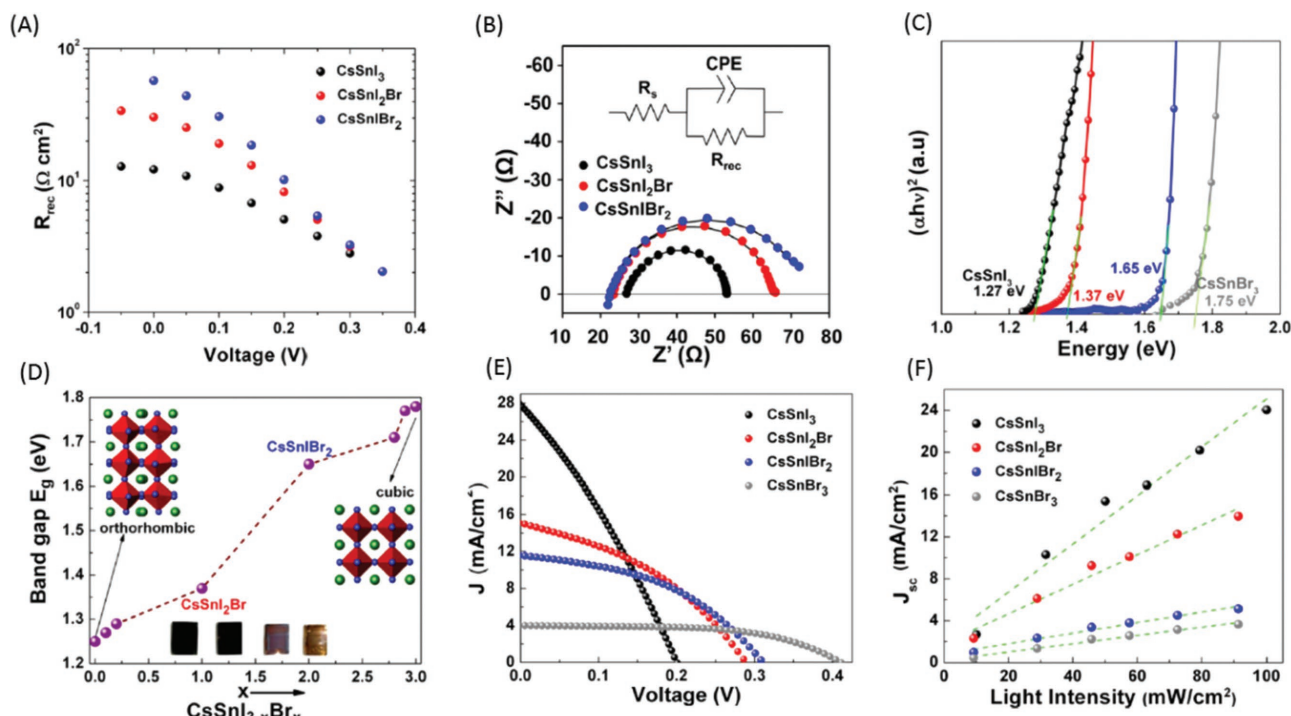 (A)
10²
10¹
10⁰
R_rec (Ω cm²)
CsSnI₃
CsSnI₂Br
CsSnIBr₂
-0.1 0.0 0.1 0.2 0.3 0.4
Voltage (V)
(B)
-60
-50
-40
-30
-20
-10
0
Z'' (Ω)
CPE
R_s
R_rec
CsSnI₃
CsSnI₂Br
CsSnIBr₂
10 20 30 40 50 60 70 80
Z' (Ω)
(C)
(αhν)² (a.u)
CsSnI₃
1.27 eV
1.37 eV
1.65 eV
CsSnBr₃
1.75 eV
1.0 1.2 1.4 1.6 1.8 2.0
Energy (eV)
(D)
1.8
1.7
1.6
1.5
1.4
1.3
1.2
Band gap E_g (eV)
CsSnIBr₂
cubic
orthorhombic
CsSnI₂Br
0.0 0.5 1.0 1.5 2.0 2.5 3.0
x
CsSnI₃₋ₓBrₓ
(E)
28
24
20
16
12
8
4
0
J (mA/cm²)
CsSnI₃
CsSnI₂Br
CsSnIBr₂
CsSnBr₃
0.0 0.1 0.2 0.3 0.4
Voltage (V)
(F)
24
20
16
12
8
4
0
J_sc (mA/cm²)
CsSnI₃
CsSnI₂Br
CsSnIBr₂
CsSnBr₃
0 20 40 60 80 100
Light Intensity (mW/cm²)